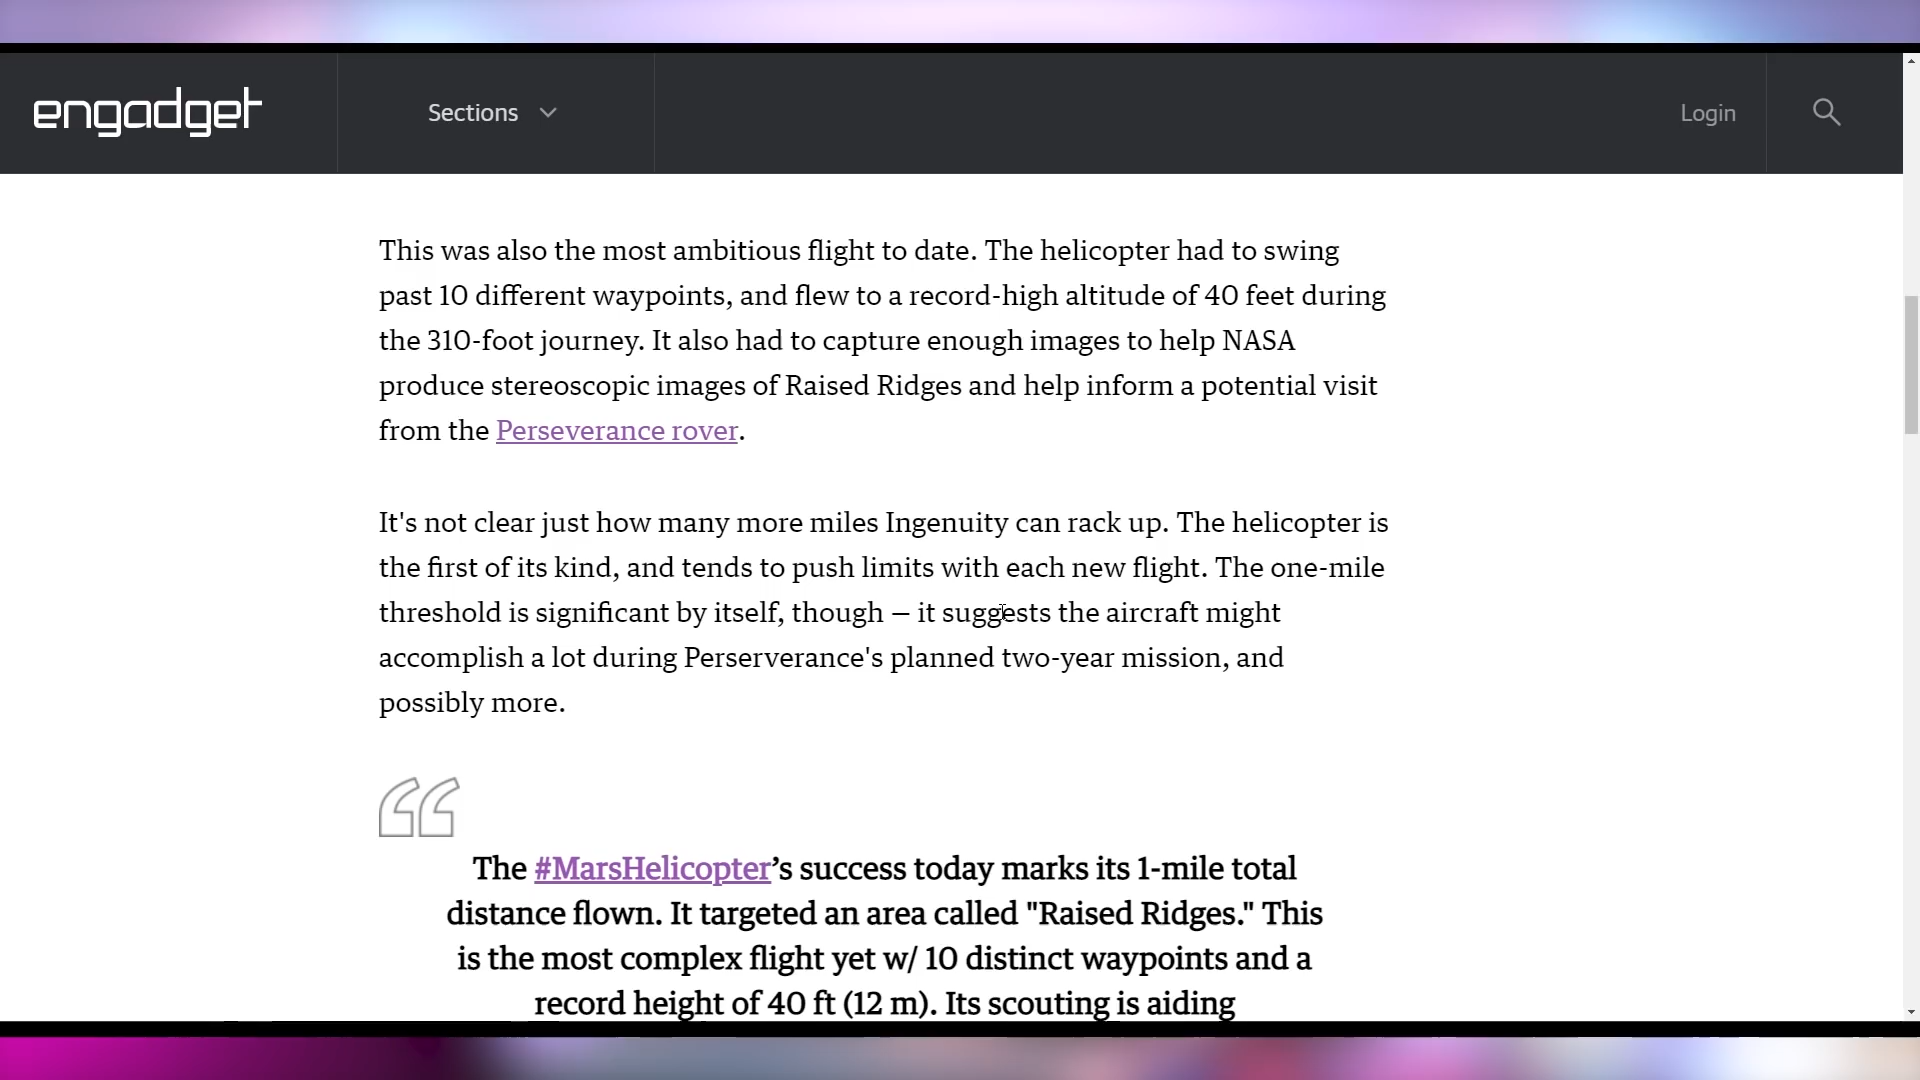 engadget
Sections
Login
This was also the most ambitious flight to date. The helicopter had to swing
past 10 different waypoints, and flew to a record-high altitude of 40 feet during
the 310-foot journey. It also had to capture enough images to help NASA
produce stereoscopic images of Raised Ridges and help inform a potential visit
from the Perseverance rover.
It's not clear just how many more miles Ingenuity can rack up. The helicopter is
the first of its kind, and tends to push limits with each new flight. The one-mile
threshold is significant by itself, though — it suggests the aircraft might
accomplish a lot during Perserverance's planned two-year mission, and
possibly more.
“
The #MarsHelicopter’s success today marks its 1-mile total
distance flown. It targeted an area called "Raised Ridges." This
is the most complex flight yet w/ 10 distinct waypoints and a
record height of 40 ft (12 m). Its scouting is aiding